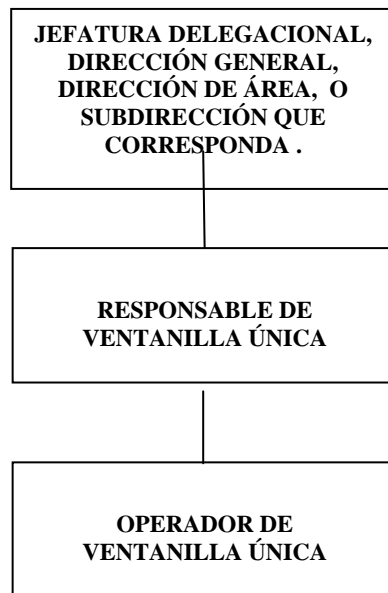 JEFATURA DELEGACIONAL,
DIRECCIÓN GENERAL,
DIRECCIÓN DE ÁREA, O
SUBDIRECCIÓN QUE
CORRESPONDA .
RESPONSABLE DE
VENTANILLA ÚNICA
OPERADOR DE
VENTANILLA ÚNICA